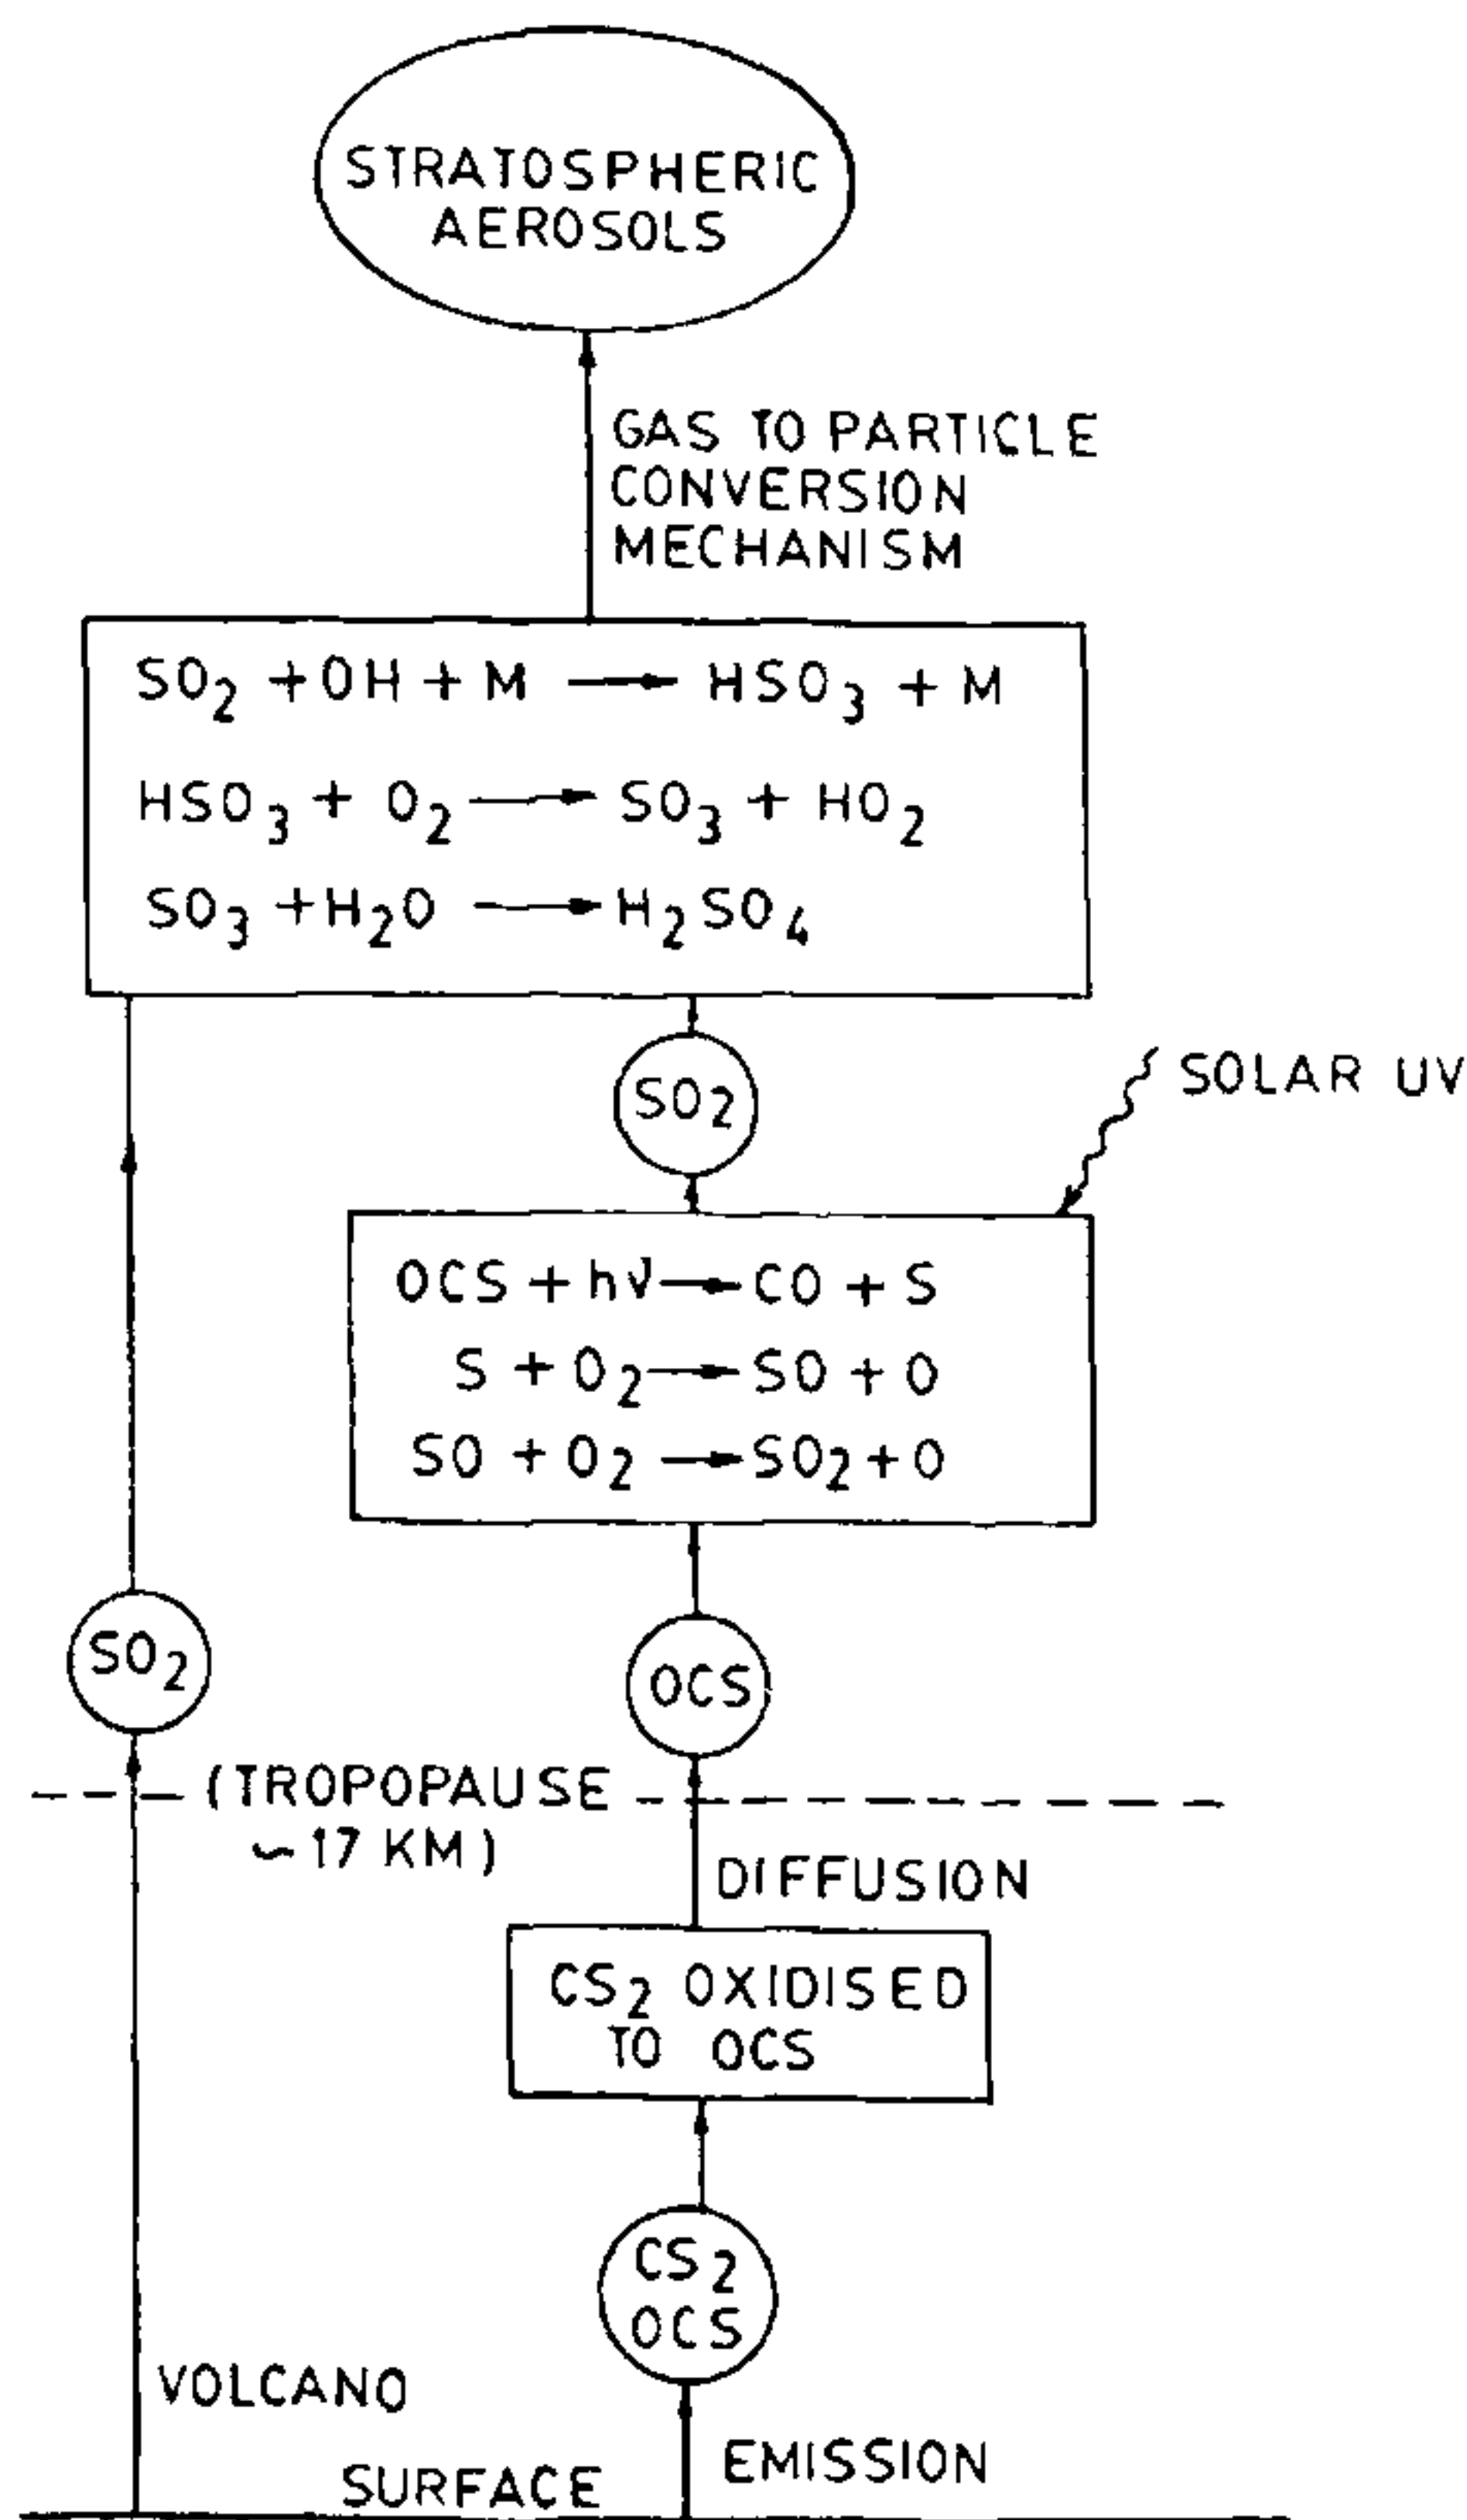 STRATOSPHERIC
AEROSOLS
GAS TO PARTICLE
CONVERSION
MECHANISM
SO₂ + OH + M → HSO₃ + M
HSO₃ + O₂ → SO₃ + HO₂
SO₃ + H₂O → H₂SO₄
SO₂
SOLAR UV
OCS + hν → CO + S
S + O₂ → SO + O
SO + O₂ → SO₂ + O
SO₂
OCS
(TROPOPAUSE
~17 KM)
DIFFUSION
CS₂ OXIDISED
TO OCS
CS₂
OCS
VOLCANO
EMISSION
SURFACE